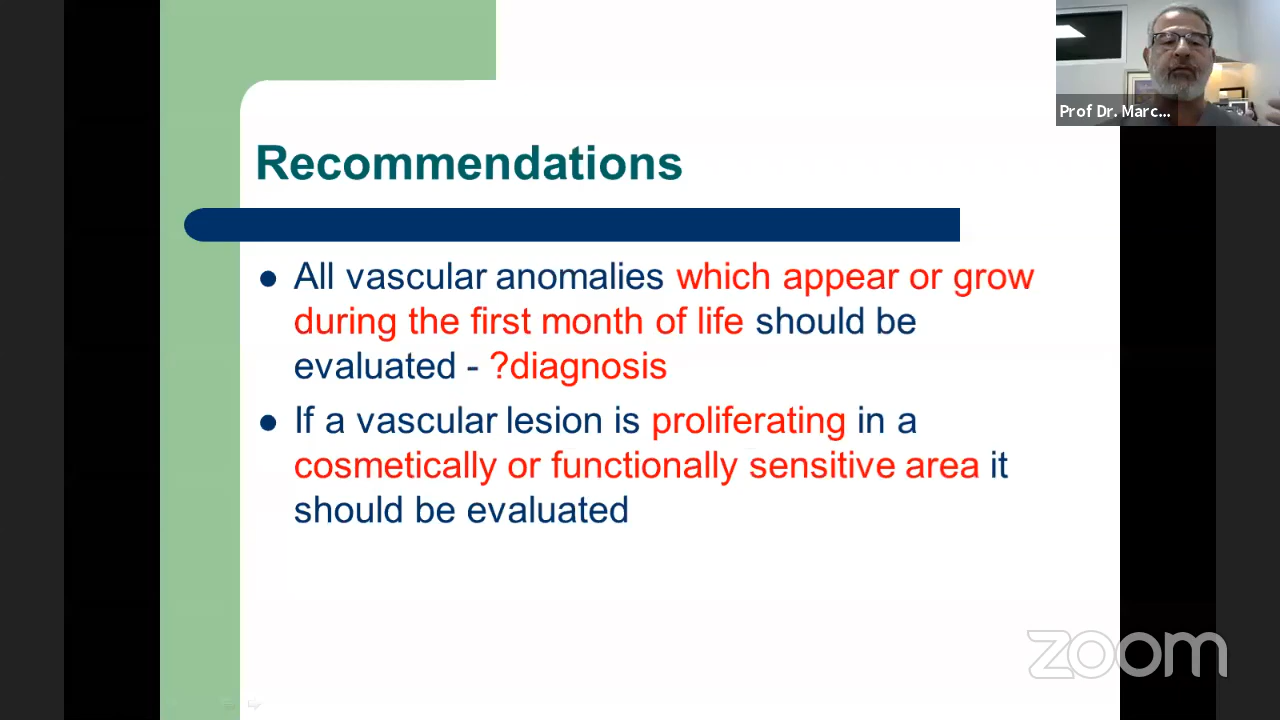 Prof Dr. Marc...
Recommendations
All vascular anomalies which appear or grow
during the first month of life should be
evaluated - ?diagnosis
If a vascular lesion is proliferating in a
cosmetically or functionally sensitive area it
should be evaluated
zoom